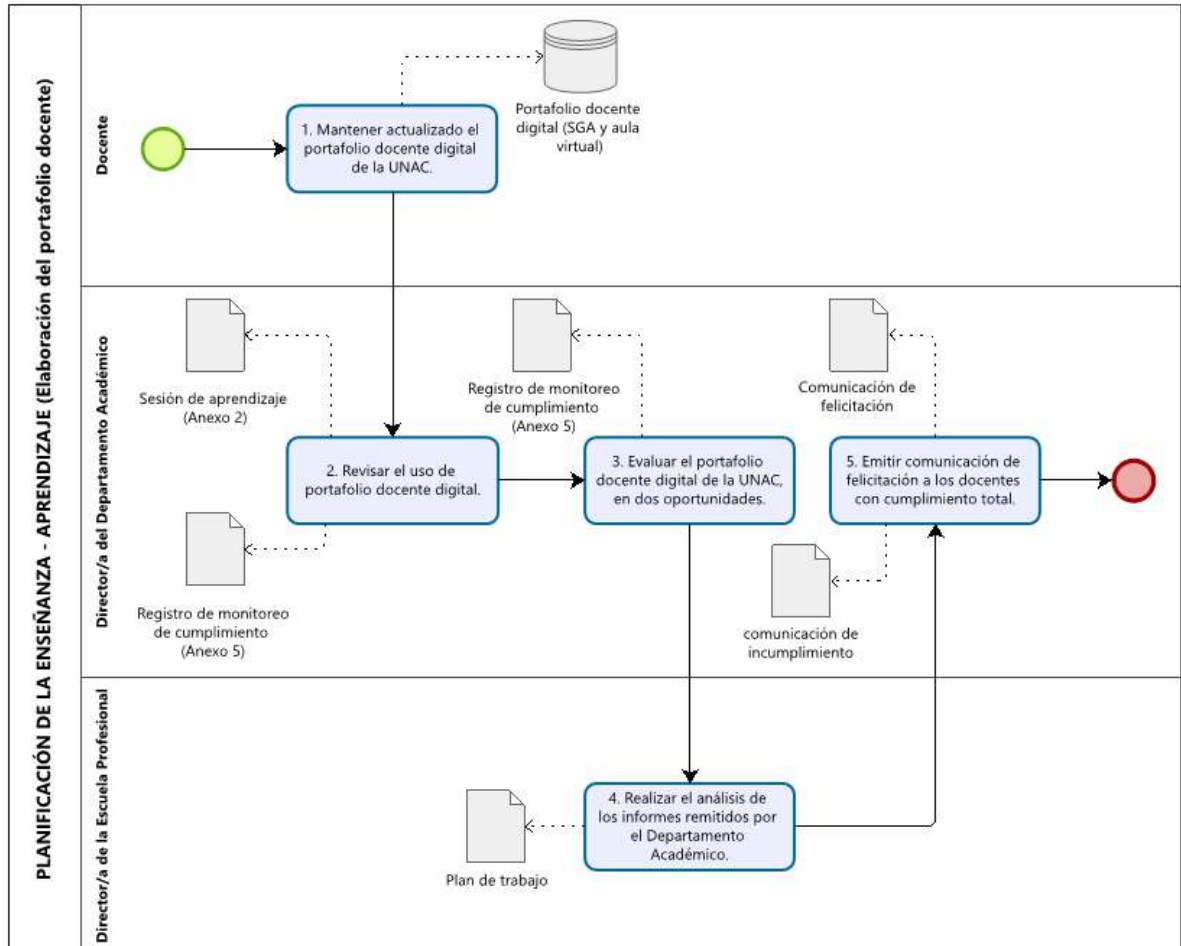 PLANIFICACIÓN DE LA ENSEÑANZA - APRENDIZAJE (Elaboración del portafolio docente)
Docente
1. Mantener actualizado el
portafolio docente digital
de la UNAC.
Portafolio docente
digital (SGA y aula
virtual)
Director/a del Departamento Académico
Sesión de aprendizaje
(Anexo 2)
Registro de monitoreo
de cumplimiento
(Anexo 5)
Comunicación de
felicitación
2. Revisar el uso de
portafolio docente digital.
3. Evaluar el portafolio
docente digital de la UNAC,
en dos oportunidades.
5. Emitir comunicación de
felicitación a los docentes
con cumplimiento total.
Registro de monitoreo
de cumplimiento
(Anexo 5)
comunicación de
incumplimiento
Director/a de la Escuela Profesional
4. Realizar el análisis de
los informes remitidos por
el Departamento
Académico.
Plan de trabajo